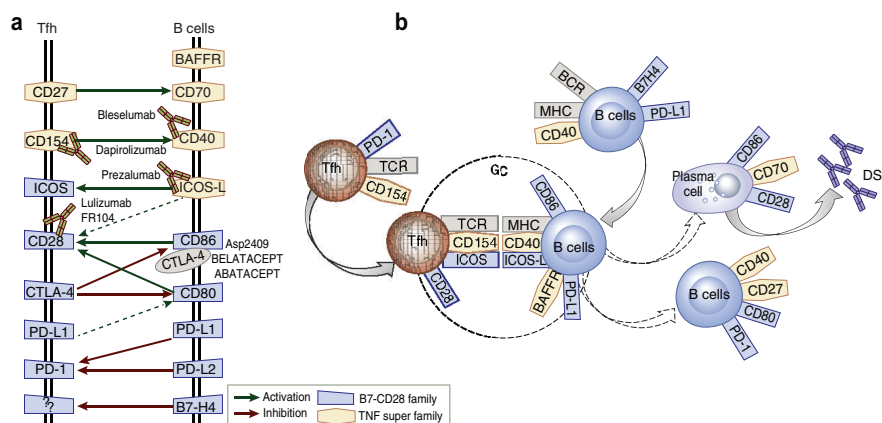 a
Tfh
B cells
BAFFR
CD27
CD70
Bleselumab
CD154
CD40
Dapirolizumab
Prezalumab
ICOS
ICOS-L
Lulizumab
FR104
CD28
CD86
Asp2409
CTLA-4
BELATACEPT
ABATACEPT
CTLA-4
CD80
PD-L1
PD-L1
PD-1
PD-L2
?
?
B7-H4
Activation
B7-CD28 family
Inhibition
TNF super family
b
BCR
B7H4
MHC
B cells
PD-L1
CD40
PD-1
Tfh
TCR
CD154
GC
CD86
CD86
Plasma
cell
CD70
CD28
DS
TCR
MHC
Tfh
CD154
CD40
B cells
ICOS
ICOS-L
CD28
BAFFR
PD-L1
CD40
B cells
CD27
CD80
PD-1